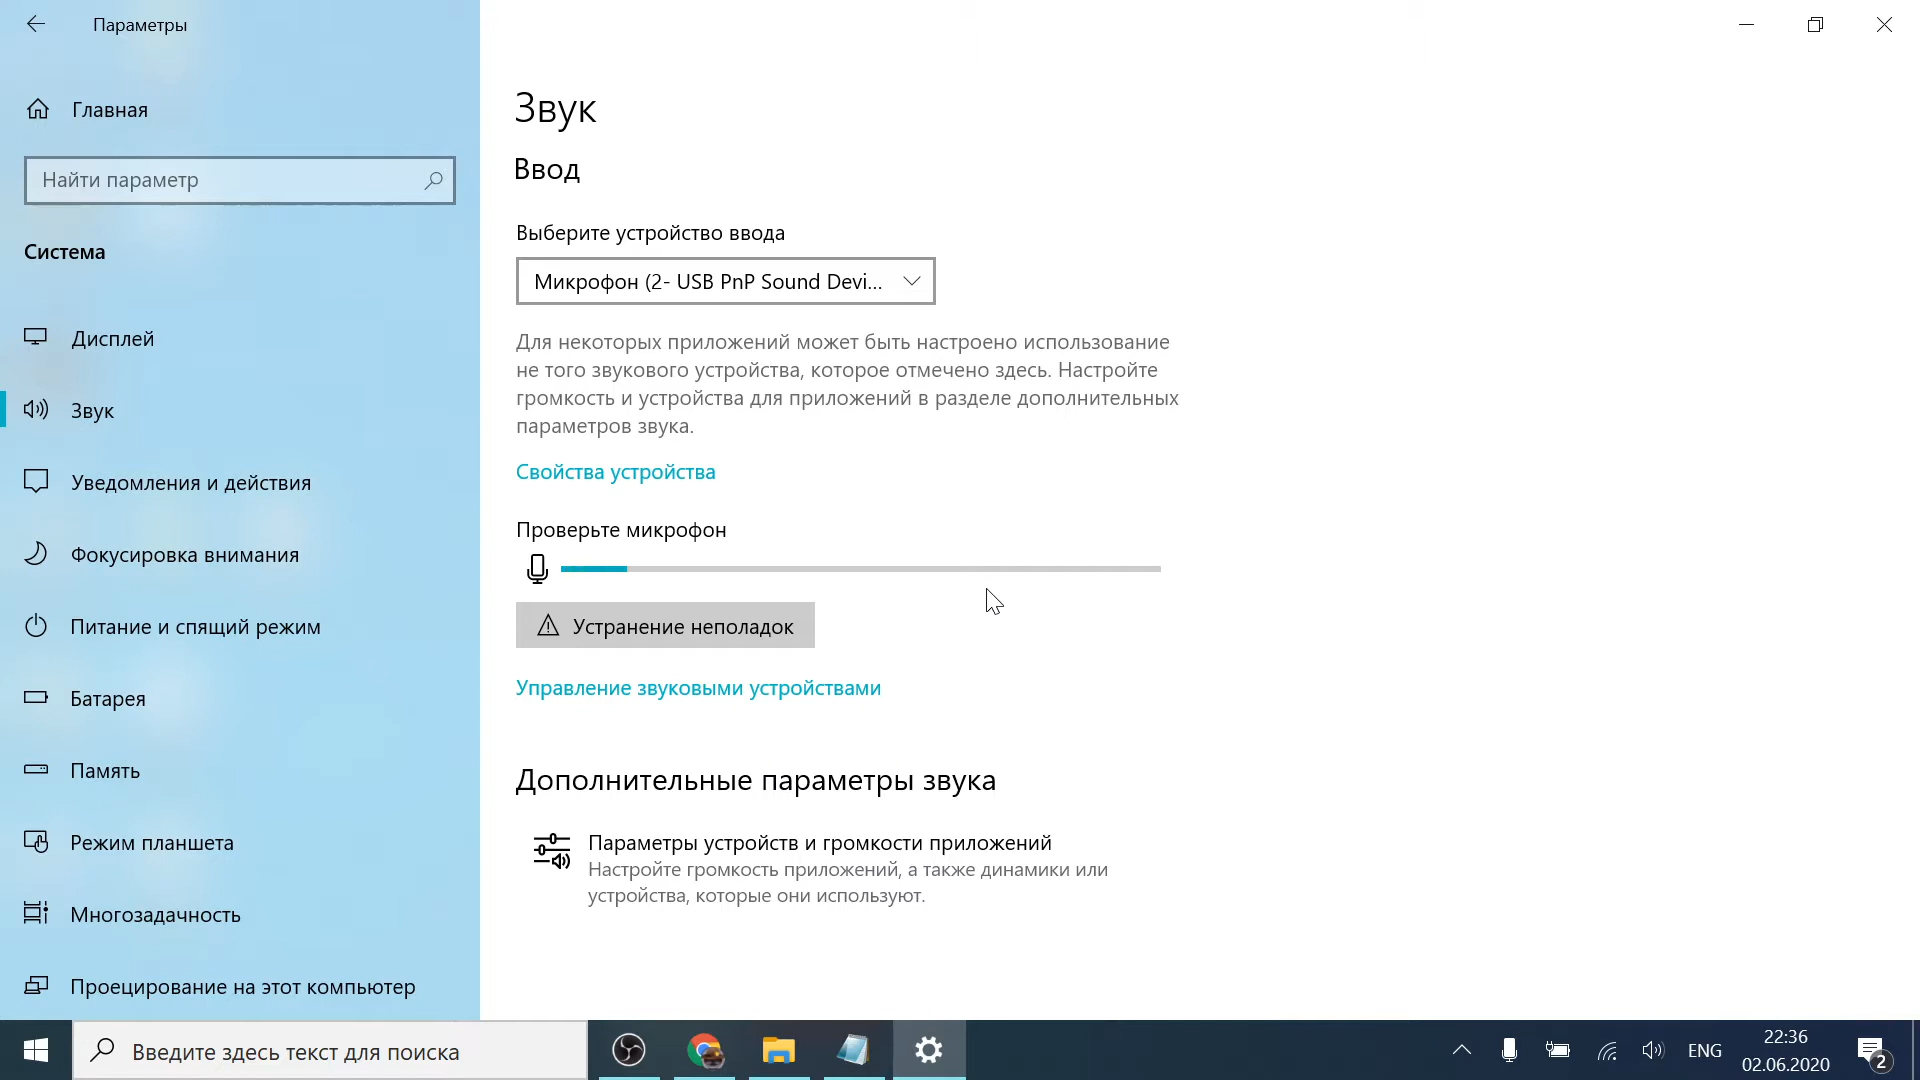 Параметры
Главная
Найти параметр
Система
Дисплей
Звук
Уведомления и действия
Фокусировка внимания
Питание и спящий режим
Батарея
Память
Режим планшета
Многозадачность
Проецирование на этот компьютер
Звук
Ввод
Выберите устройство ввода
Микрофон (2- USB PnP Sound Devi...
Для некоторых приложений может быть настроено использование
не того звукового устройства, которое отмечено здесь. Настройте
громкость и устройства для приложений в разделе дополнительных
параметров звука.
Свойства устройства
Проверьте микрофон
Устранение неполадок
Управление звуковыми устройствами
Дополнительные параметры звука
Параметры устройств и громкости приложений
Настройте громкость приложений, а также динамики или
устройства, которые они используют.
Введите здесь текст для поиска
ENG
22:36
02.06.2020
2